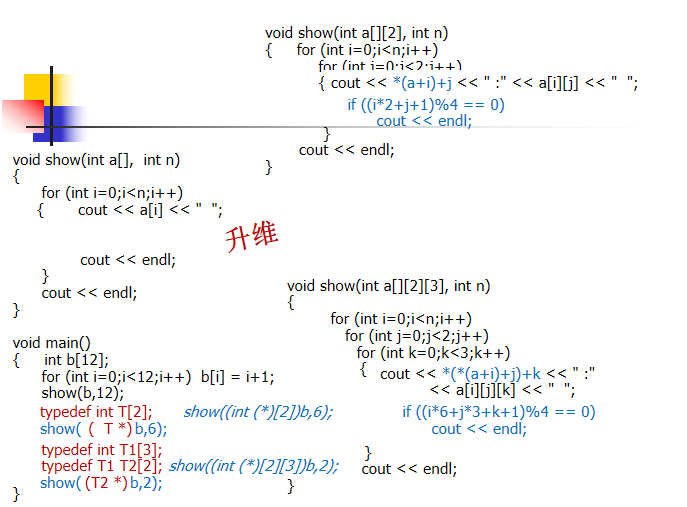 void show(int a[][2], int n)
{ for (int i=0;i<n;i++)
for (int j=0;j<2;j++)
{ cout << *(a+i)+j << " :" << a[i][j] << "  ";
if ((i*2+j+1)%4 == 0)
cout << endl;
}
cout << endl;
}
void show(int a[], int n)
{
for (int i=0;i<n;i++)
{ cout << a[i] << "  ";
cout << endl;
}
cout << endl;
}
升维
void show(int a[][2][3], int n)
{
for (int i=0;i<n;i++)
for (int j=0;j<2;j++)
for (int k=0;k<3;k++)
{ cout << *(*(a+i)+j)+k << " :"
<< a[i][j][k] << "  ";
if ((i*6+j*3+k+1)%4 == 0)
cout << endl;
}
cout << endl;
}
void main()
{ int b[12];
for (int i=0;i<12;i++) b[i] = i+1;
show(b,12);
typedef int T[2]; show((int (*)[2])b,6);
show( ( T *)b,6);
typedef int T1[3];
typedef T1 T2[2]; show((int (*)[2][3])b,2);
show( (T2 *)b,2);
}